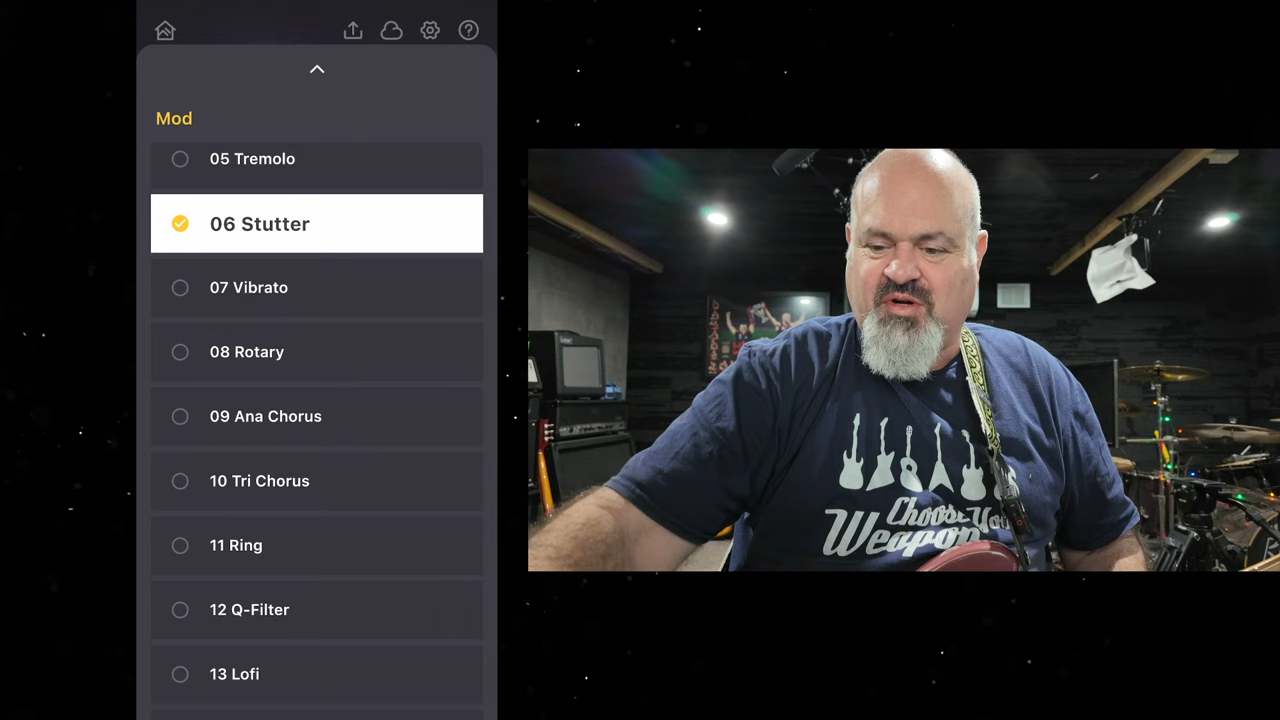 Mod
05 Tremolo
06 Stutter
07 Vibrato
08 Rotary
09 Ana Chorus
10 Tri Chorus
11 Ring
12 Q-Filter
13 Lofi
Choose
Weapon